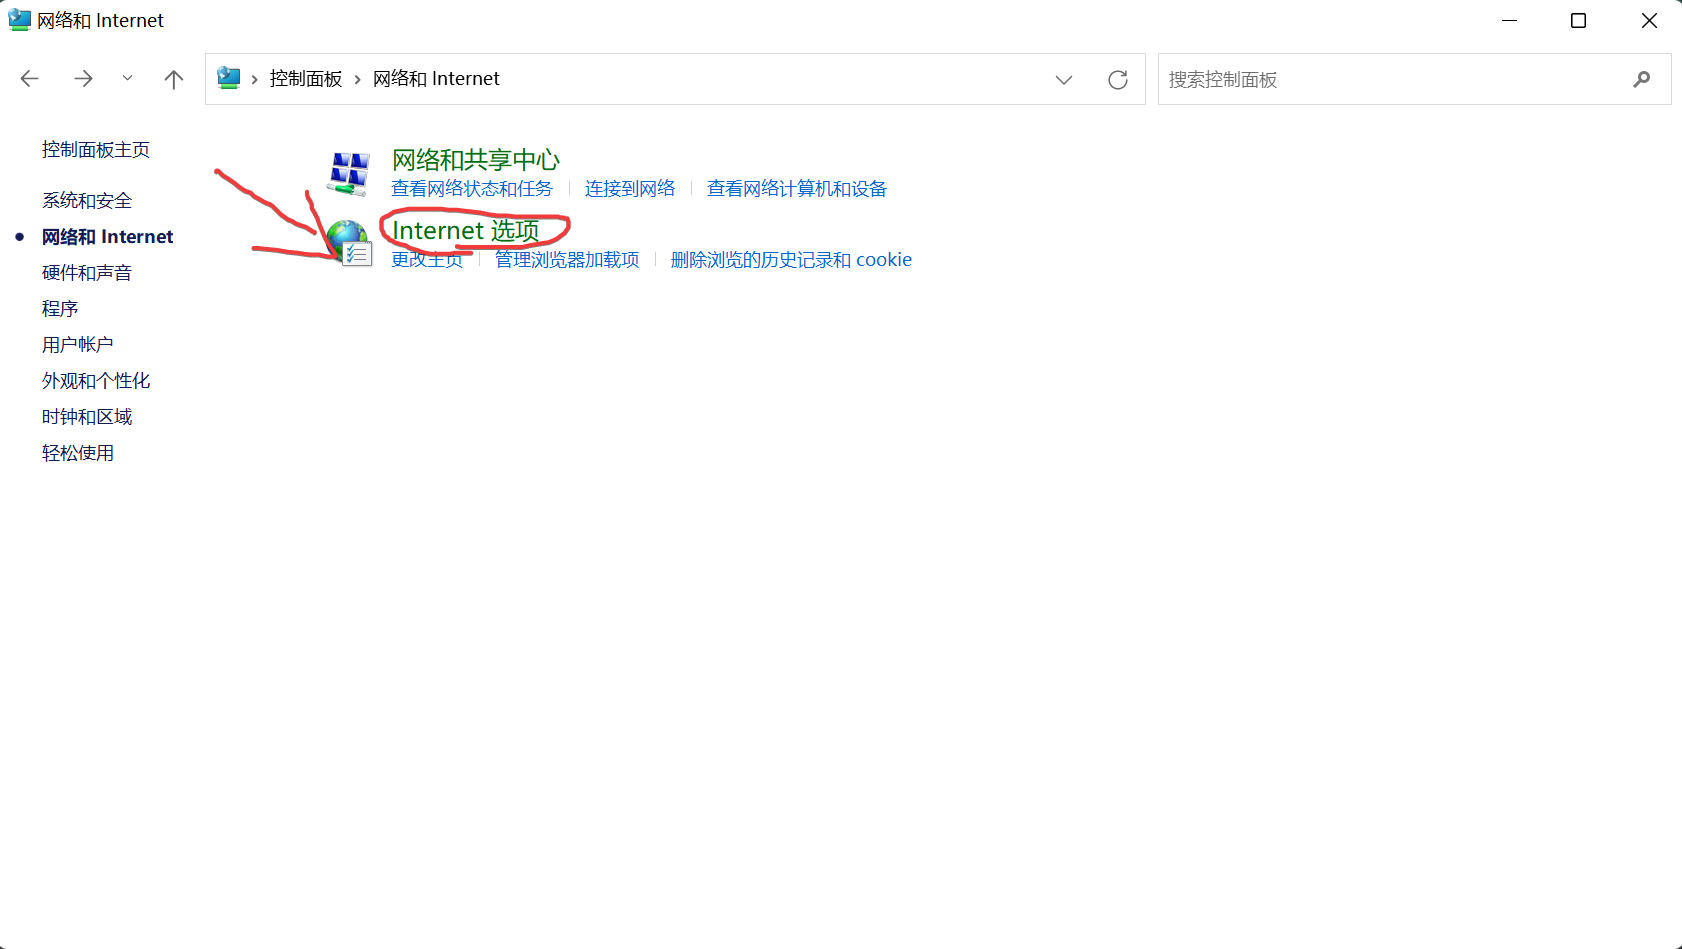 网络和 Internet
控制面板 › 网络和 Internet
搜索控制面板
控制面板主页
系统和安全
网络和 Internet
硬件和声音
程序
用户帐户
外观和个性化
时钟和区域
轻松使用
网络和共享中心
查看网络状态和任务 | 连接到网络 | 查看网络计算机和设备
Internet 选项
更改主页 | 管理浏览器加载项 | 删除浏览的历史记录和 cookie